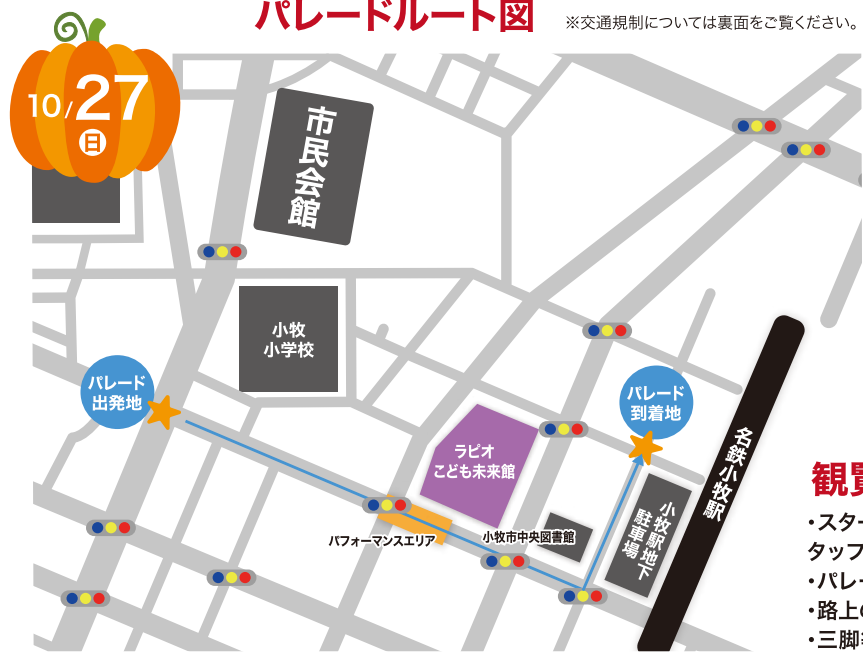 パレードルート図
※交通規制については裏面をご覧ください。
10/27
日
市民会館
小牧
小学校
パレード
出発地
パレード
到着地
ラピオ
こども未来館
名鉄小牧駅
小牧駅地下
駐車場
小牧市中央図書館
パフォーマンスエリア
観覧
・スター
タッフ
・パレー
・路上の
・三脚等